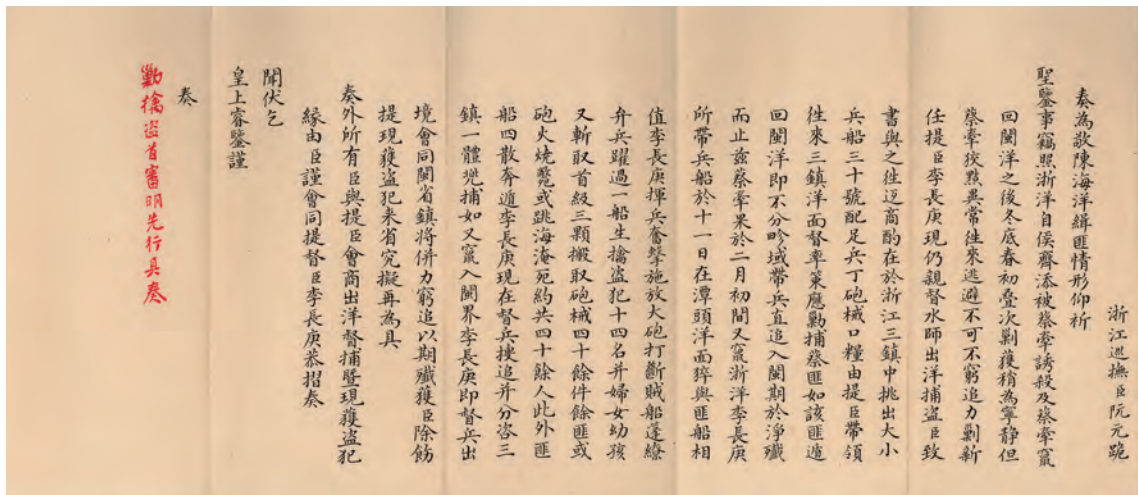 浙江巡撫臣阮元跪
奏為敬陳海洋緝匪情形仰祈
聖鑒事竊照浙洋自侯齊添被蔡牽誘殺及蔡牽竄
回閩洋之後冬底春初疊次剿獲稍為寧静但
蔡牽狡黠異常徃來逃避不可不窮追力剿新
任提臣李長庚現仍親督水師出洋捕盗臣致
書與之徃返商酌在於浙江三鎮中挑出大小
兵船三十號配足兵丁砲械口糧由提臣帶領
徃來三鎮洋面督率策應勦捕蔡匪如該匪遁
回閩洋即不分畛域帶兵直追入閩期於淨殲
而止兹蔡牽果於二月初間又竄浙洋李長庚
所帶兵船於十一日在潭頭洋面猝與匪船相
值李長庚揮兵奮擊施放大砲打斷賊船蓬繚
弁兵躍過一船生擒盗犯十四名并婦女幼孩
又斬取首級三顆搬取砲械四十餘件餘匪或
砲火燒斃或跳海淹死約共四十餘人此外匪
船四散奔遁李長庚現在督兵捜追并分咨三
鎮一體兜捕如又竄入閩界李長庚即督兵出
境會同閩省鎮將併力窮追以期殲獲臣除飭
提現獲盗犯來省究擬再為具
奏外所有臣與提臣會商出洋督捕暨現獲盗犯
緣由臣謹會同提督臣李長庚恭摺奏
聞伏乞
皇上睿鑒謹
奏
勦擒盗首審明先行具奏